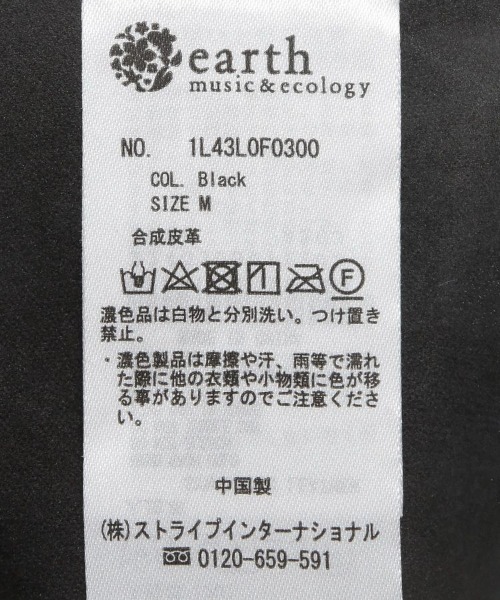 earth
music&ecology
NO. 1L43L0F0300
COL. Black
SIZE M
合成皮革
F
濃色品は白物と分別洗い。つけ置き
禁止。
・濃色製品は摩擦や汗、雨等で濡れ
た際に他の衣類や小物類に色が移
る事がありますのでご注意くださ
い。
中国製
(株)ストライプインターナショナル
0120-659-591